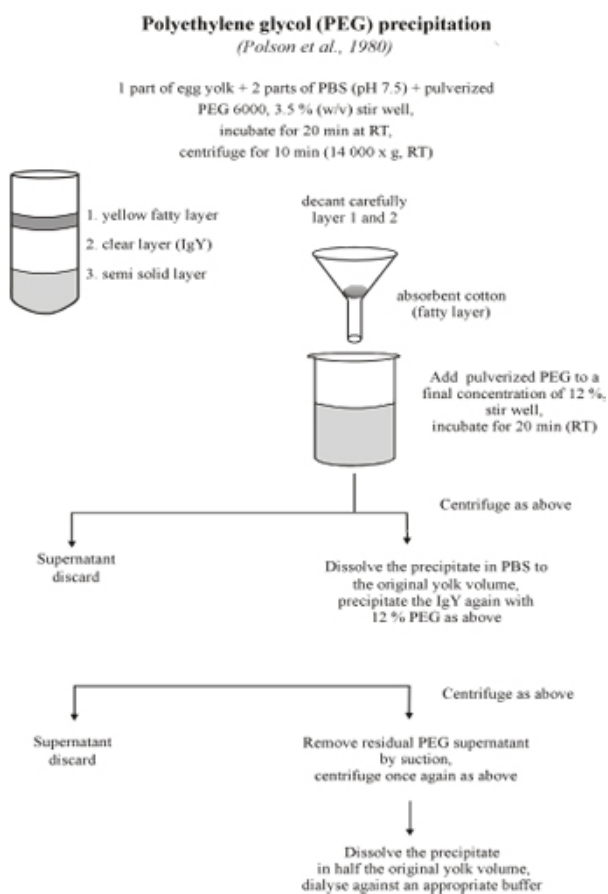 Polyethylene glycol (PEG) precipitation
(Polson et al., 1980)
1 part of egg yolk + 2 parts of PBS (pH 7.5) + pulverized
PEG 6000, 3.5 % (w/v) stir well,
incubate for 20 min at RT,
centrifuge for 10 min (14 000 x g, RT)
1. yellow fatty layer
2. clear layer (IgY)
3. semi solid layer
decant carefully
layer 1 and 2
absorbent cotton
(fatty layer)
Add pulverized PEG to a
final concentration of 12 %,
stir well,
incubate for 20 min (RT)
Centrifuge as above
Supernatant
discard
Dissolve the precipitate in PBS to
the original yolk volume,
precipitate the IgY again with
12 % PEG as above
Centrifuge as above
Supernatant
discard
Remove residual PEG supernatant
by suction,
centrifuge once again as above
Dissolve the precipitate
in half the original yolk volume,
dialyse against an appropriate buffer